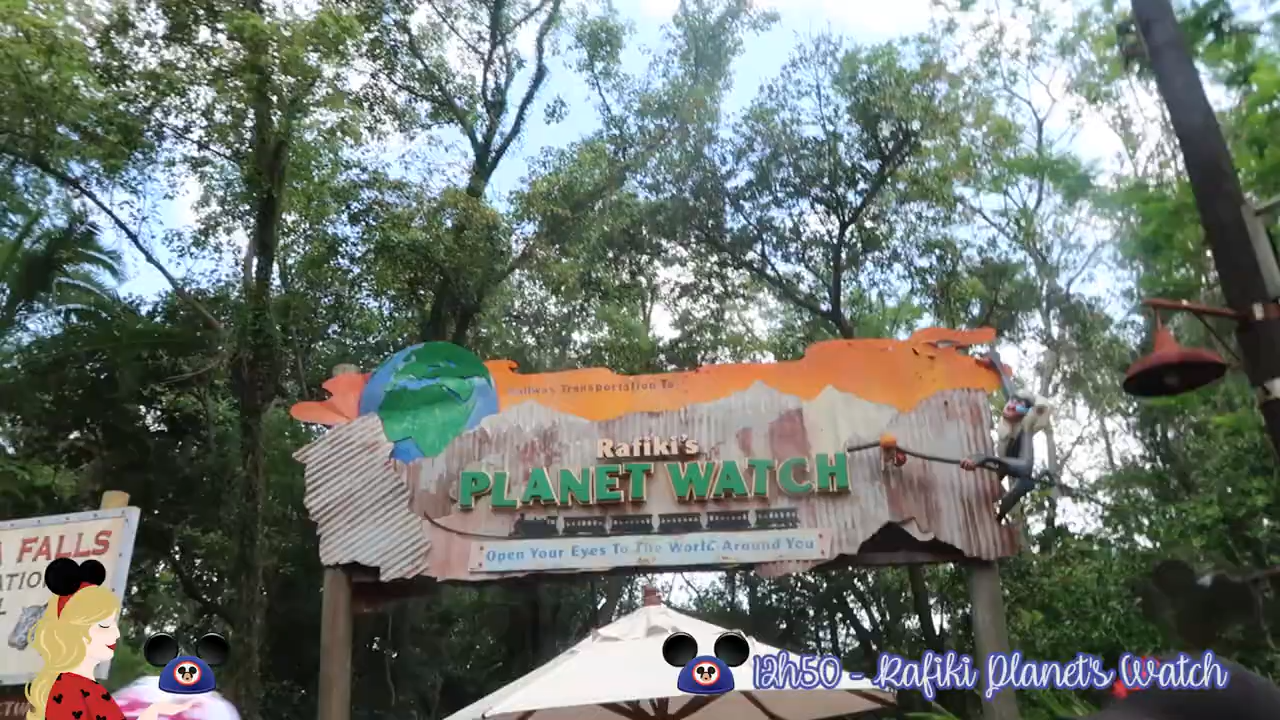 Railway Transportation To
Rafiki's
PLANET WATCH
Open Your Eyes To The World Around You
FALLS
12h50 - Rafiki Planet's Watch